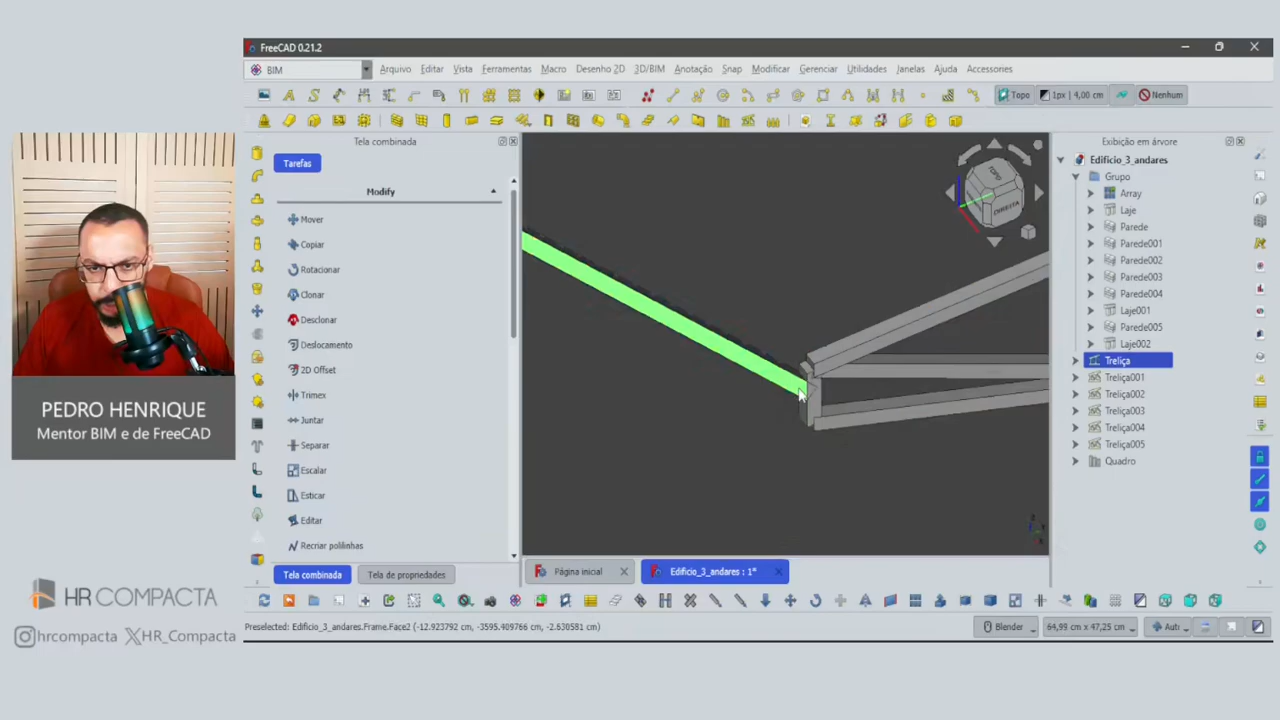 FreeCAD 0.21.2
BIM
Arquivo Editar Vista Ferramentas Macro Desenho 2D 3D/BIM Anotação Snap Modificar Gerenciar Utilidades Janelas Ajuda Accessories
Topo 1px | 4,00 cm Nenhum
Tela combinada
Tarefas
Modify
Mover
Copiar
Rotacionar
Clonar
Desclonar
Deslocamento
2D Offset
Trimex
Juntar
Separar
Escalar
Esticar
Editar
Recriar polilinhas
Tela combinada Tela de propriedades
DIREITA
Página inicial
Edificio_3_andares : 1*
Exibição em árvore
Edificio_3_andares
Grupo
Array
Laje
Parede
Parede001
Parede002
Parede003
Parede004
Laje001
Parede005
Laje002
Treliça
Treliça001
Treliça002
Treliça003
Treliça004
Treliça005
Quadro
Preselected: Edificio_3_andares.Frame.Face2 (-12.923792 cm, -3595.409766 cm, -2.630581 cm)
Blender
64,99 cm x 47,25 cm
Auti
PEDRO HENRIQUE
Mentor BIM e de FreeCAD
HR COMPACTA
hrcompacta HR_Compacta